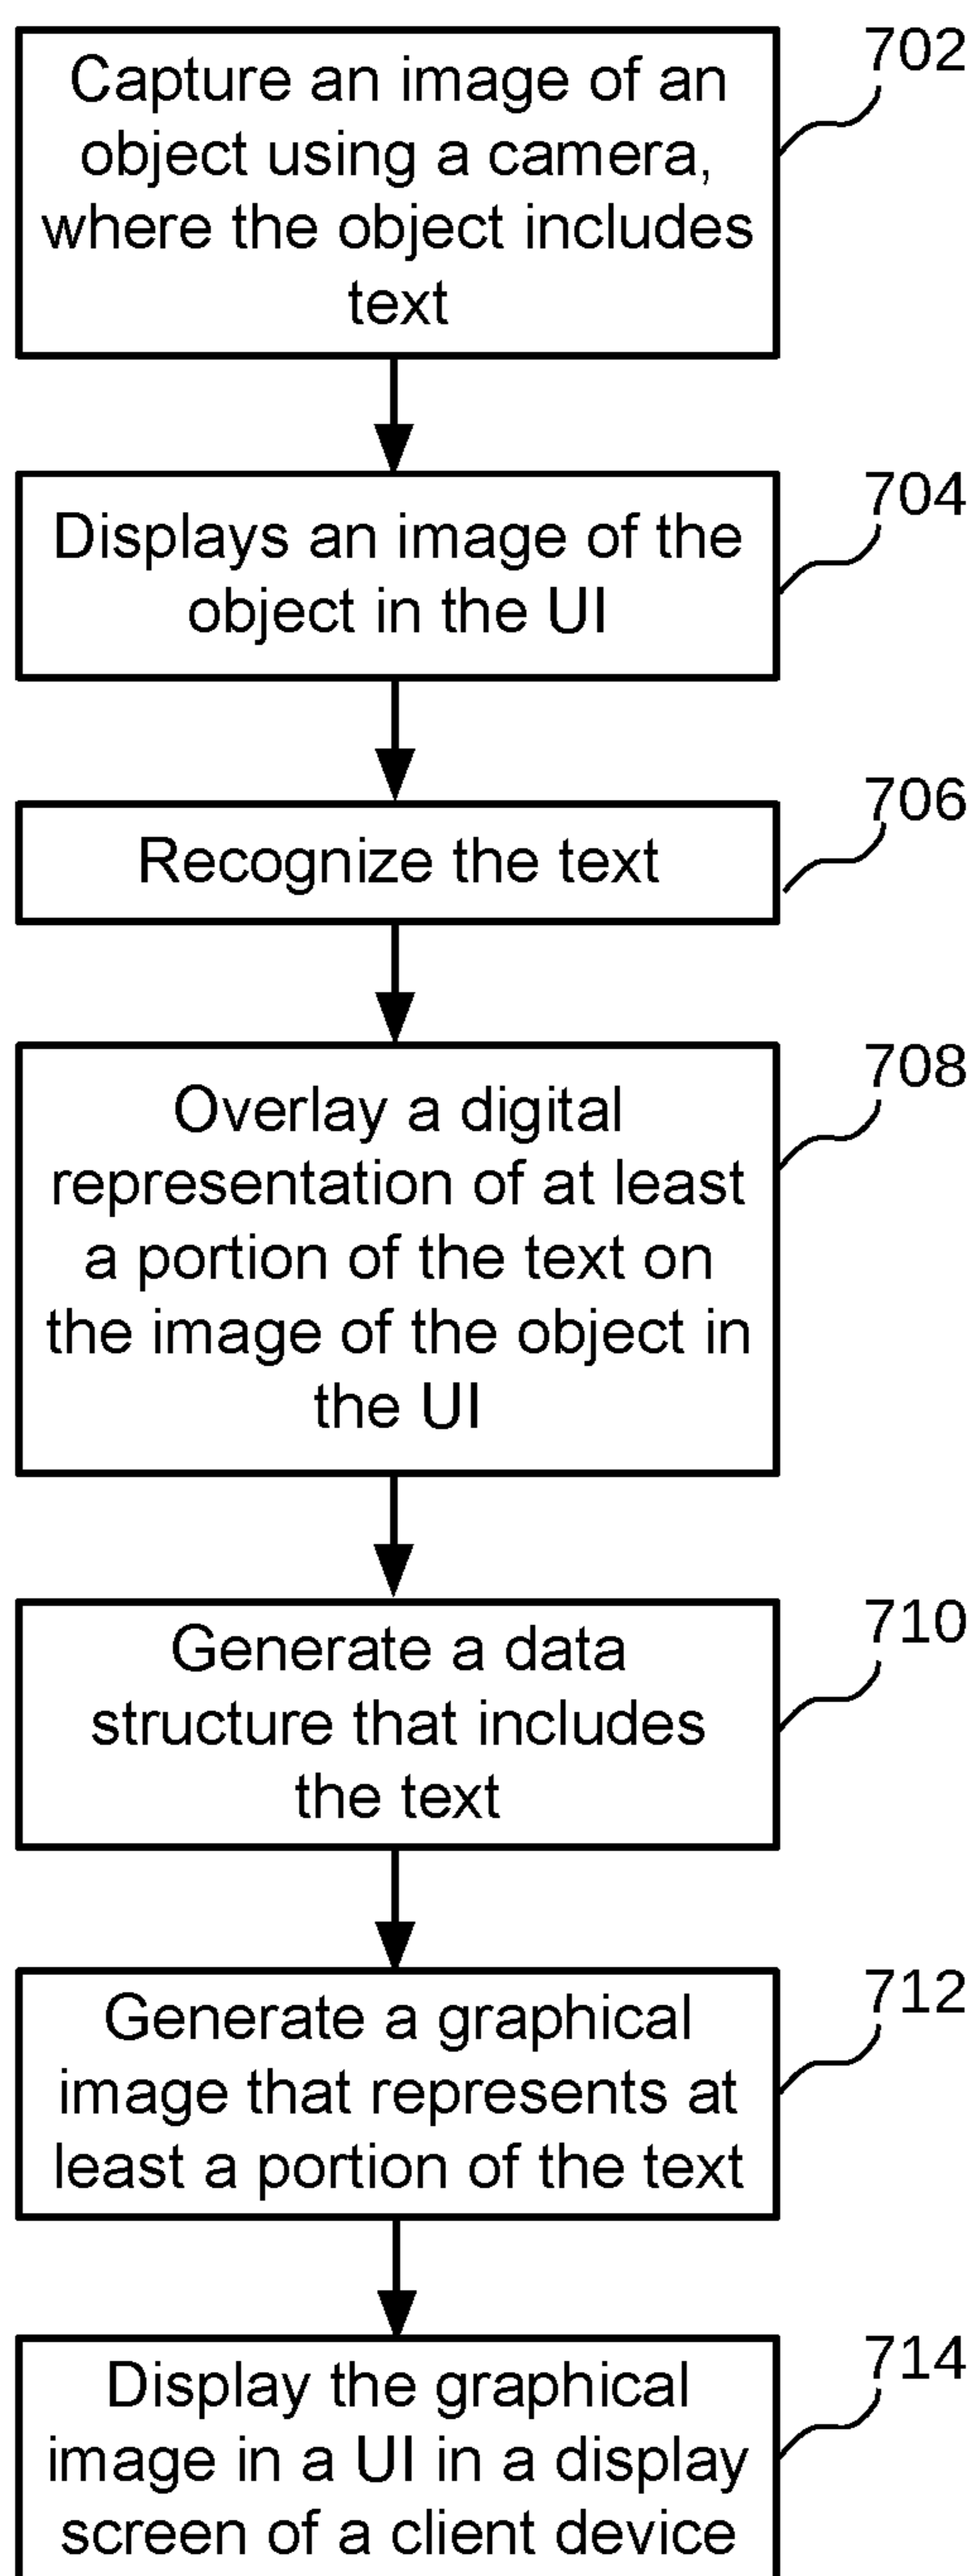 Capture an image of an
object using a camera,
where the object includes
text
702
Displays an image of the
object in the UI
704
Recognize the text
706
Overlay a digital
representation of at least
a portion of the text on
the image of the object in
the UI
708
Generate a data
structure that includes
the text
710
Generate a graphical
image that represents at
least a portion of the text
712
Display the graphical
image in a UI in a display
screen of a client device
714